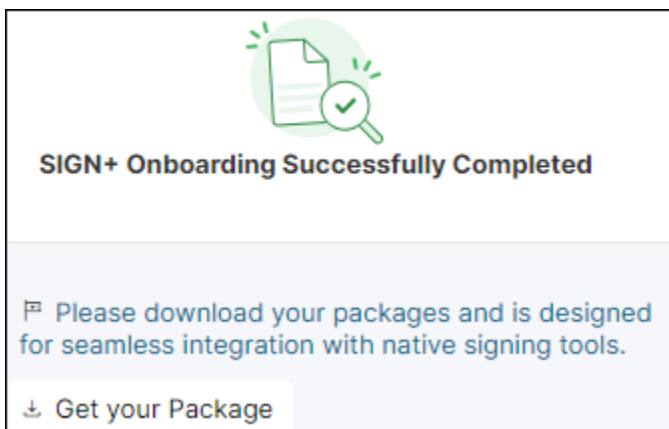 SIGN+ Onboarding Successfully Completed
Please download your packages and is designed
for seamless integration with native signing tools.
Get your Package